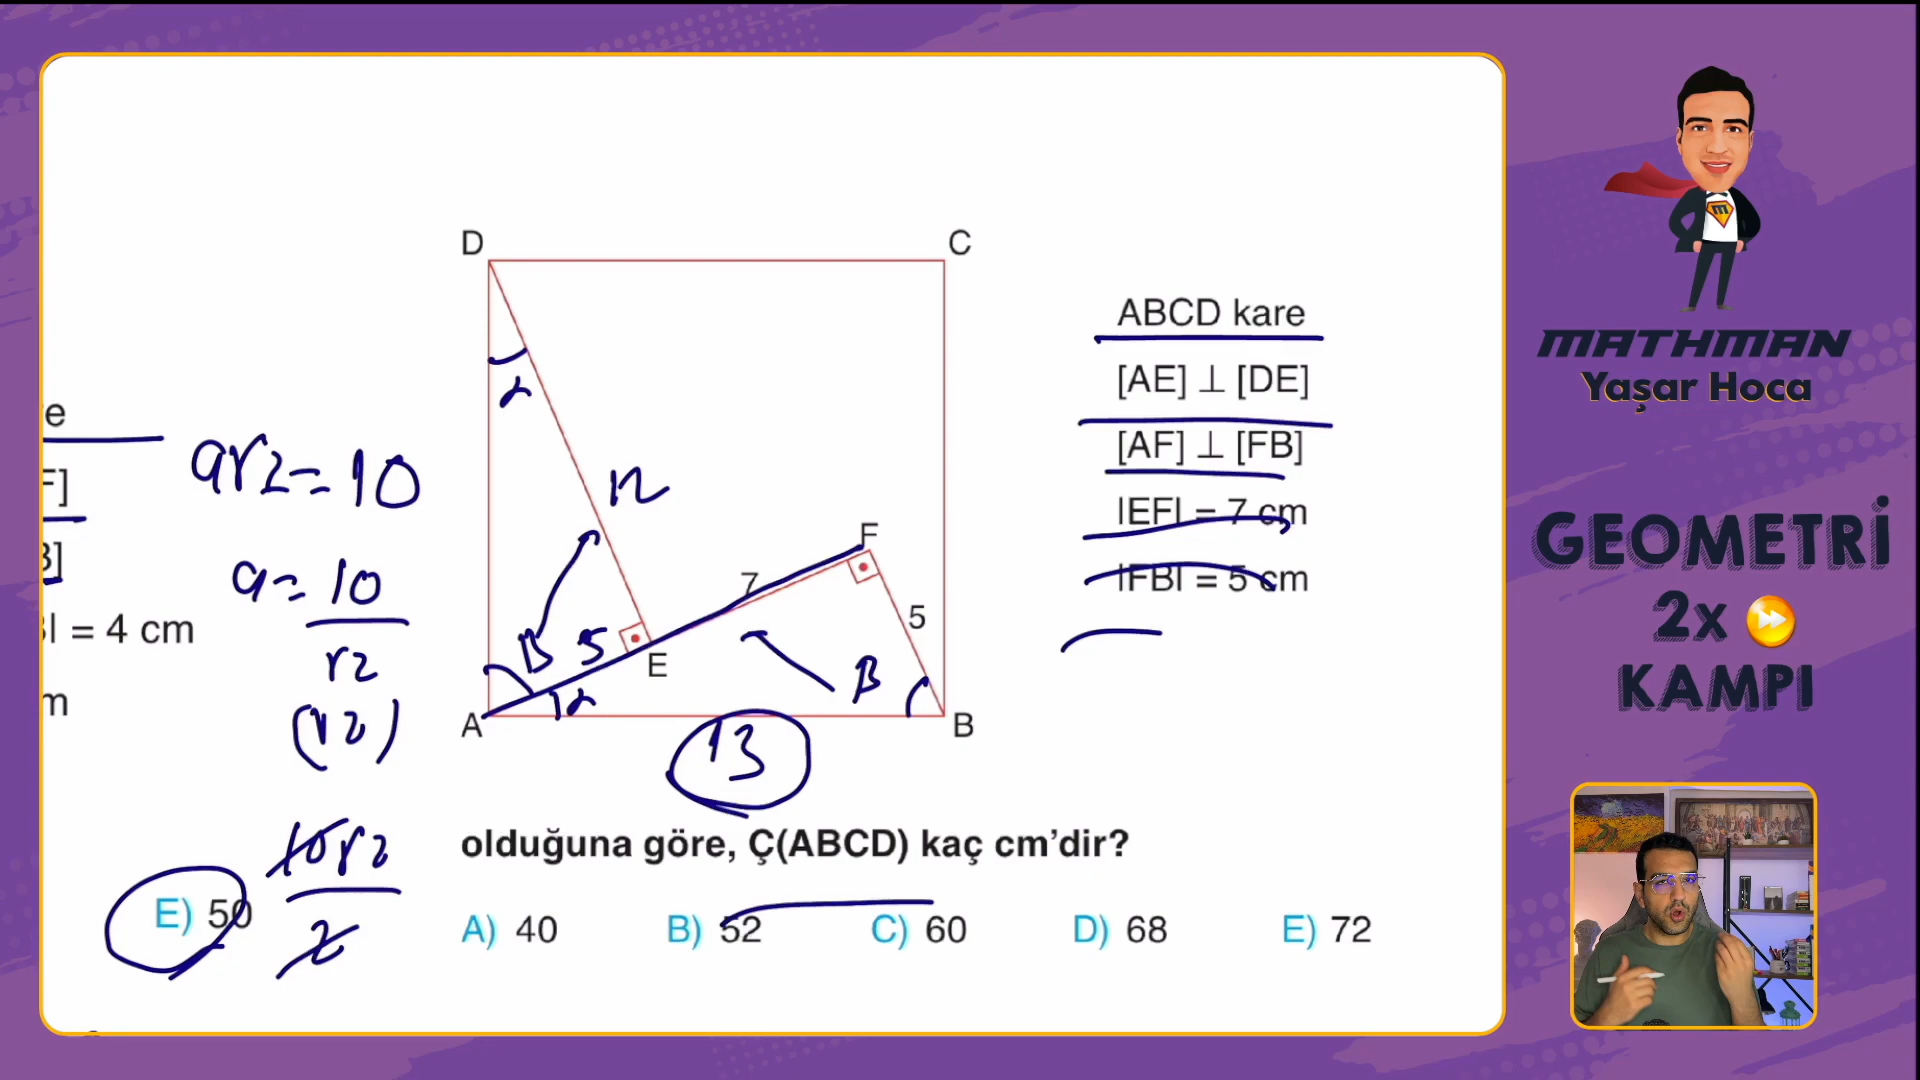 D
C
ABCD kare
[AE] ⊥ [DE]
[AF] ⊥ [FB]
|EF| = 7 cm
|FB| = 5 cm
e
F]
B]
| = 4 cm
m
α
12
F
7
5
B 5
E
β
α
A
B
13
a√2 = 10
a = 10
√2
(√2)
10√2
2
E) 50
olduğuna göre, Ç(ABCD) kaç cm'dir?
A) 40 B) 52 C) 60 D) 68 E) 72
M
MATHMAN
Yaşar Hoca
GEOMETRİ
2x
KAMPI